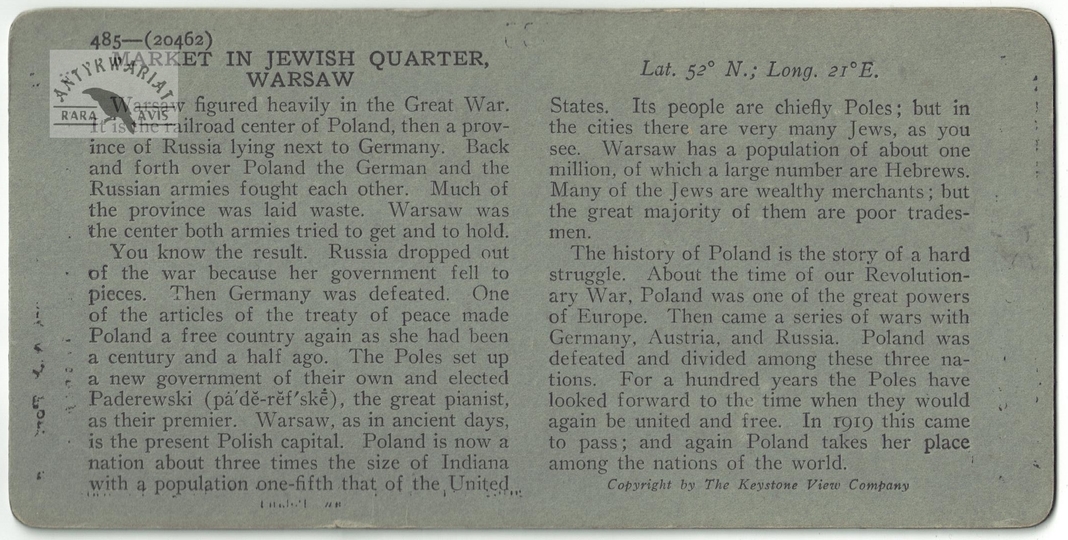 485—(20462)
MARKET IN JEWISH QUARTER,
WARSAW
Warsaw figured heavily in the Great War.
It is the railroad center of Poland, then a prov-
ince of Russia lying next to Germany. Back
and forth over Poland the German and the
Russian armies fought each other. Much of
the province was laid waste. Warsaw was
the center both armies tried to get and to hold.
You know the result. Russia dropped out
of the war because her government fell to
pieces. Then Germany was defeated. One
of the articles of the treaty of peace made
Poland a free country again as she had been
a century and a half ago. The Poles set up
a new government of their own and elected
Paderewski (pá´dĕ-rĕf´skē), the great pianist,
as their premier. Warsaw, as in ancient days,
is the present Polish capital. Poland is now a
nation about three times the size of Indiana
with a population one-fifth that of the United
Lat. 52° N.; Long. 21° E.
States. Its people are chiefly Poles; but in
the cities there are very many Jews, as you
see. Warsaw has a population of about one
million, of which a large number are Hebrews.
Many of the Jews are wealthy merchants; but
the great majority of them are poor trades-
men.
The history of Poland is the story of a hard
struggle. About the time of our Revolution-
ary War, Poland was one of the great powers
of Europe. Then came a series of wars with
Germany, Austria, and Russia. Poland was
defeated and divided among these three na-
tions. For a hundred years the Poles have
looked forward to the time when they would
again be united and free. In 1919 this came
to pass; and again Poland takes her place
among the nations of the world.
Copyright by The Keystone View Company
ANTYKWARIAT
RARA AVIS